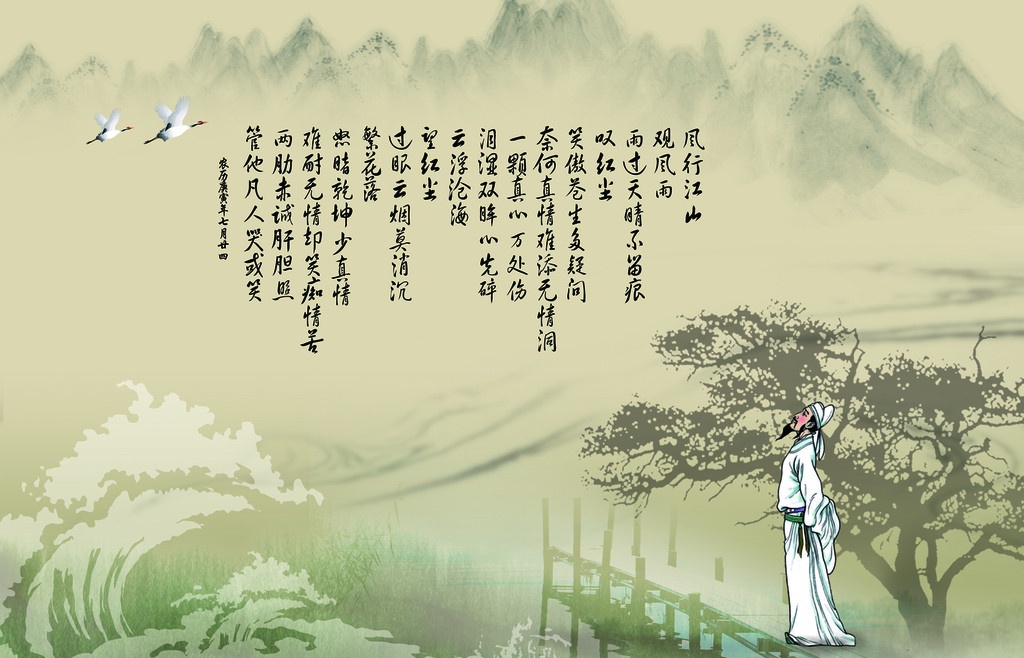 风行江山
观风雨
雨过天晴不留痕
叹红尘
笑傲苍生多疑问
奈何真情难添无情洞
一颗真心万处伤
泪湿双眸心先碎
云浮沧海
望红尘
过眼云烟莫消沉
繁花落
照暗乾坤少真情
难耐无情却笑痴情苦
两肋赤诚肝胆照
管他凡人哭或笑
农历庚寅年七月廿四